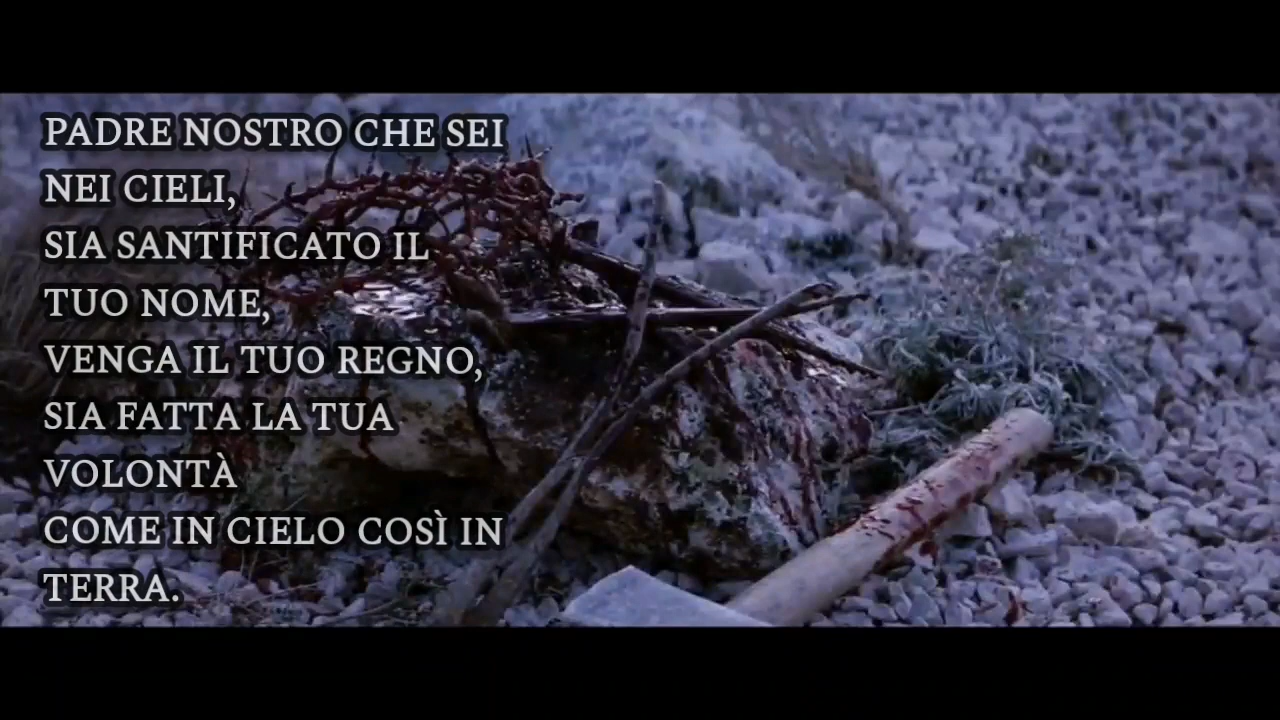 PADRE NOSTRO CHE SEI
NEI CIELI,
SIA SANTIFICATO IL
TUO NOME,
VENGA IL TUO REGNO,
SIA FATTA LA TUA
VOLONTÀ
COME IN CIELO COSÌ IN
TERRA.